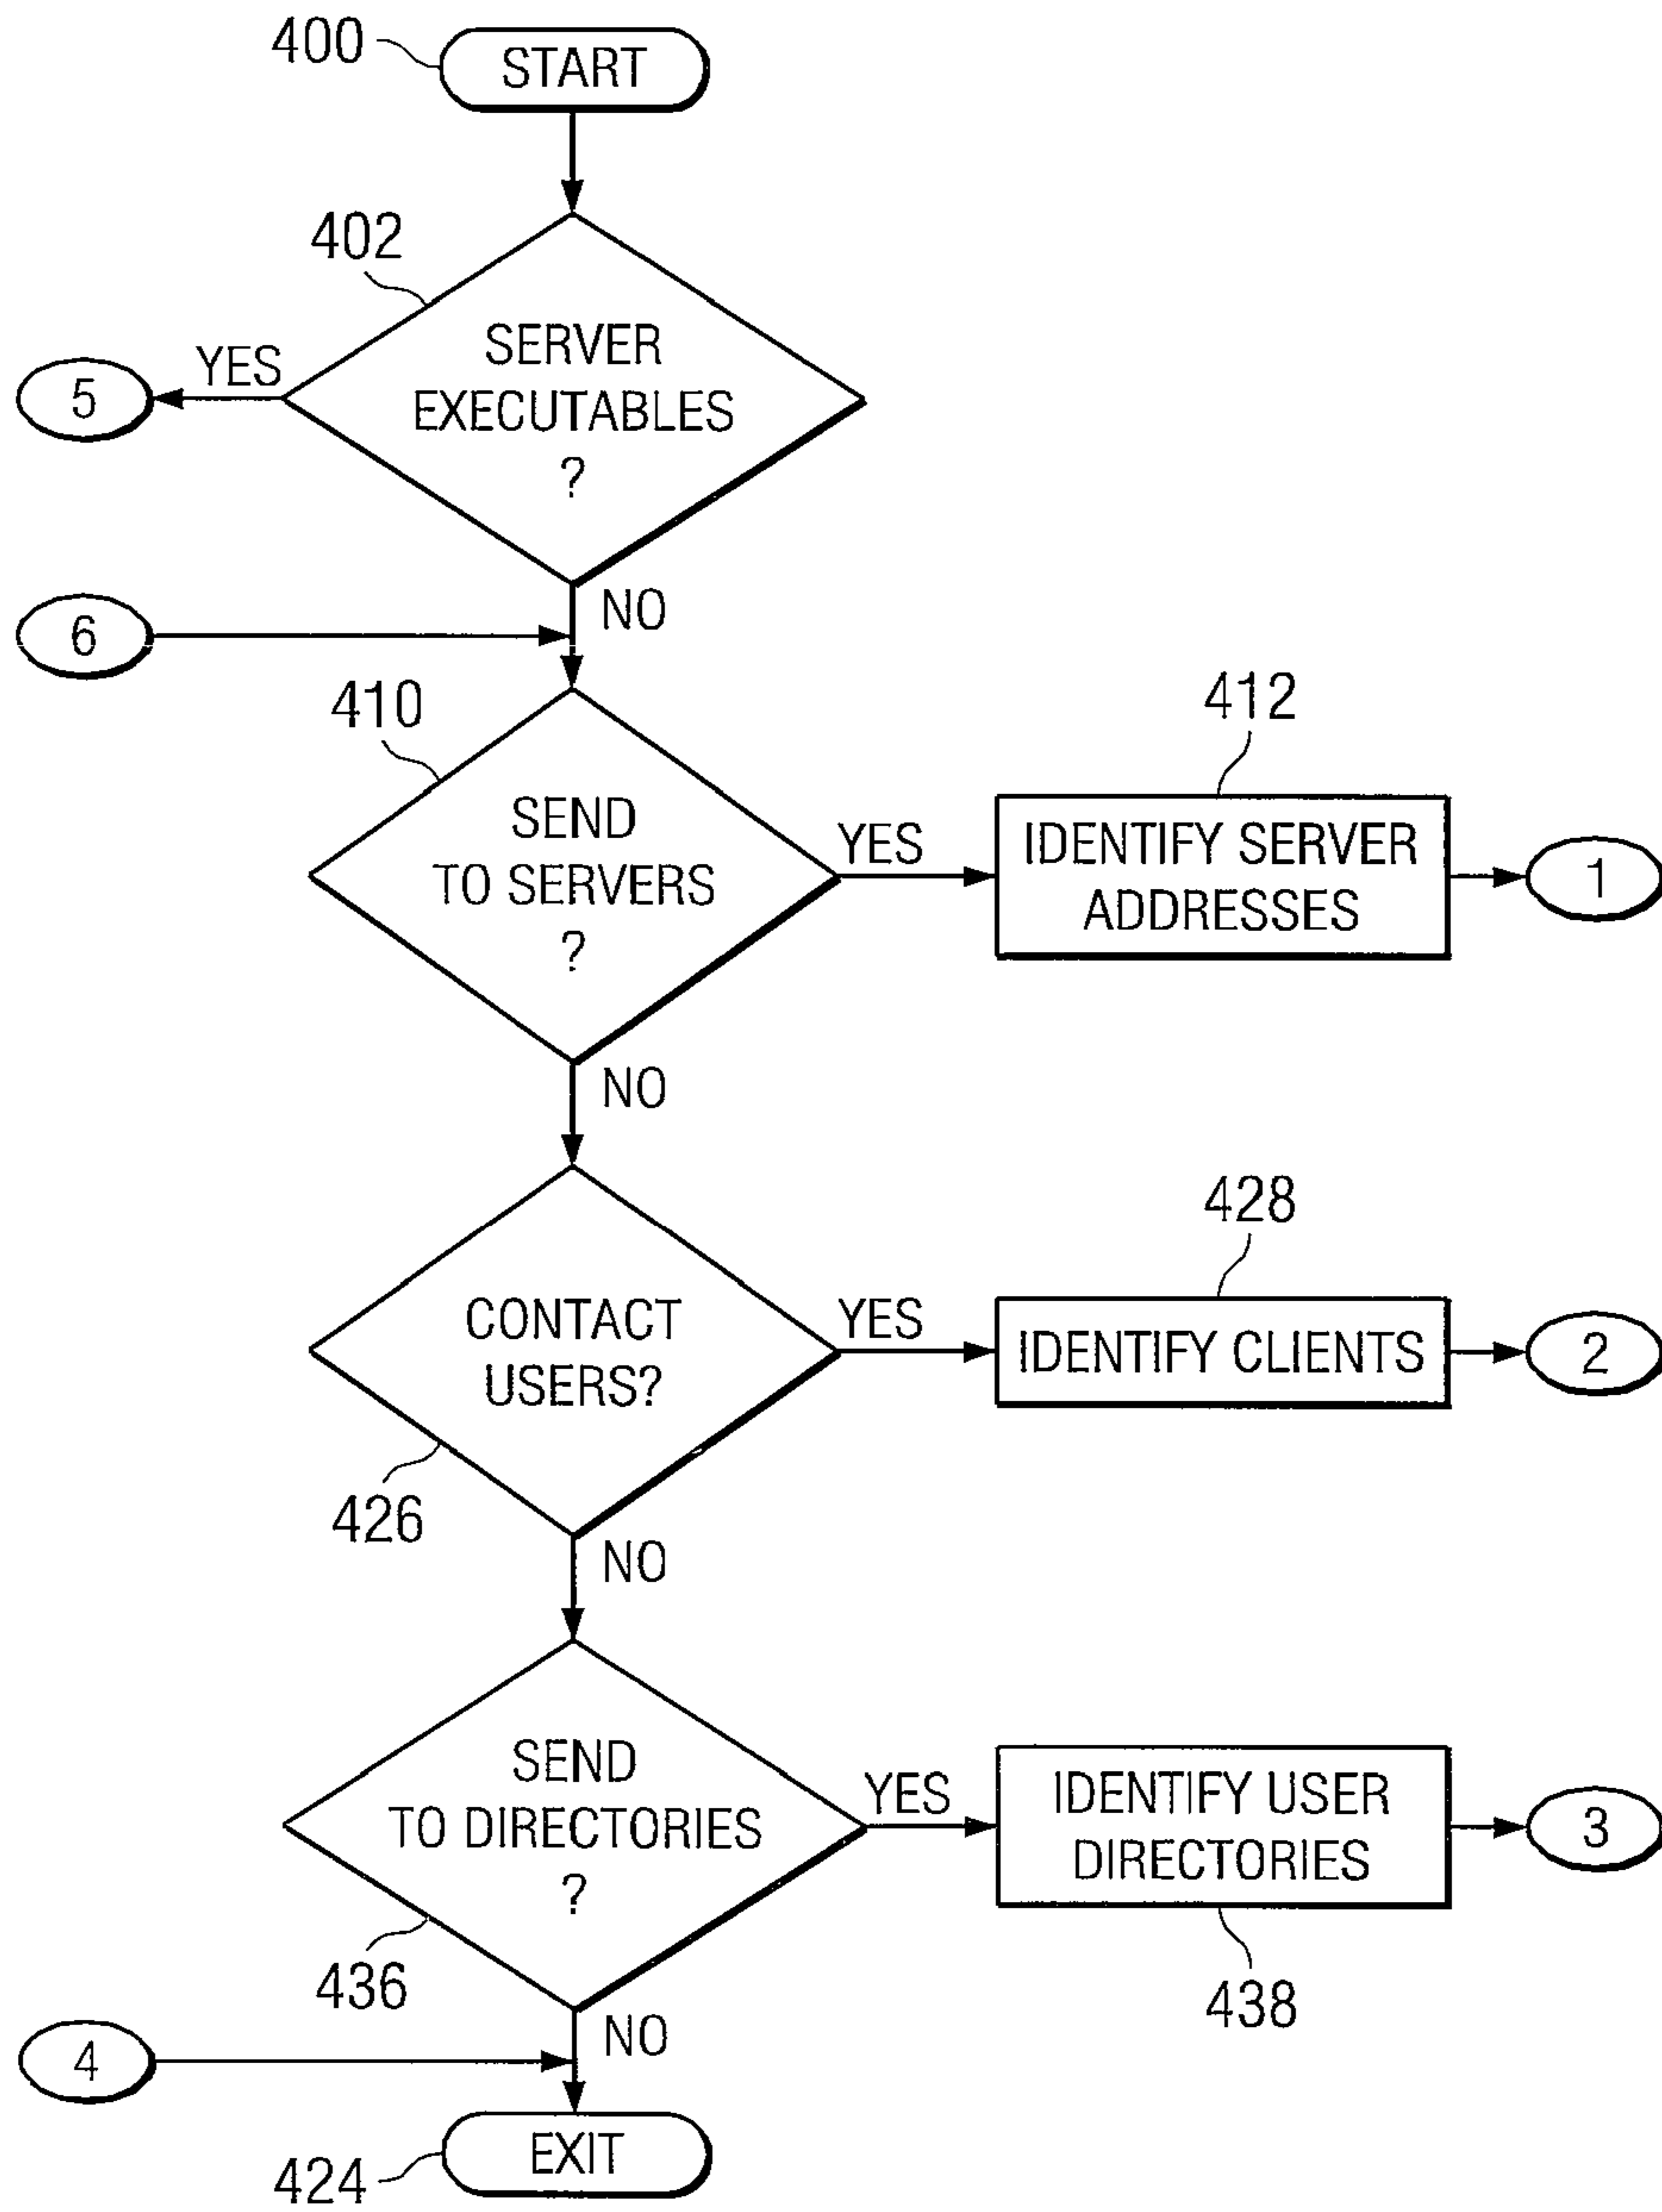 400
START
402
SERVER
EXECUTABLES
?
YES
5
NO
6
410
SEND
TO SERVERS
?
YES
412
IDENTIFY SERVER
ADDRESSES
1
NO
CONTACT
USERS?
426
YES
428
IDENTIFY CLIENTS
2
NO
SEND
TO DIRECTORIES
?
436
YES
IDENTIFY USER
DIRECTORIES
438
3
NO
4
EXIT
424